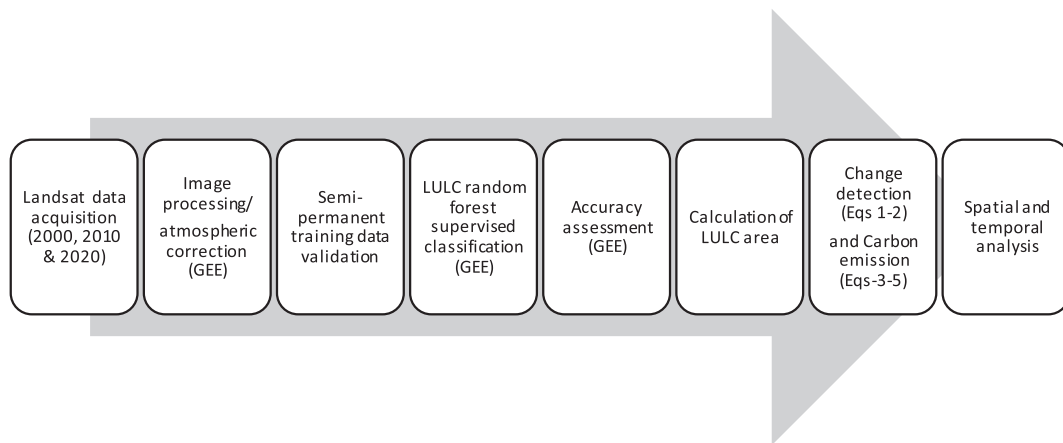 Landsat data
acquisition
(2000, 2010
& 2020)
Image
processing/
atmospheric
correction
(GEE)
Semi-
permanent
training data
validation
LULC random
forest
supervised
classification
(GEE)
Accuracy
assessment
(GEE)
Calculation of
LULC area
Change
detection
(Eqs 1-2)
and Carbon
emission
(Eqs-3-5)
Spatial and
temporal
analysis